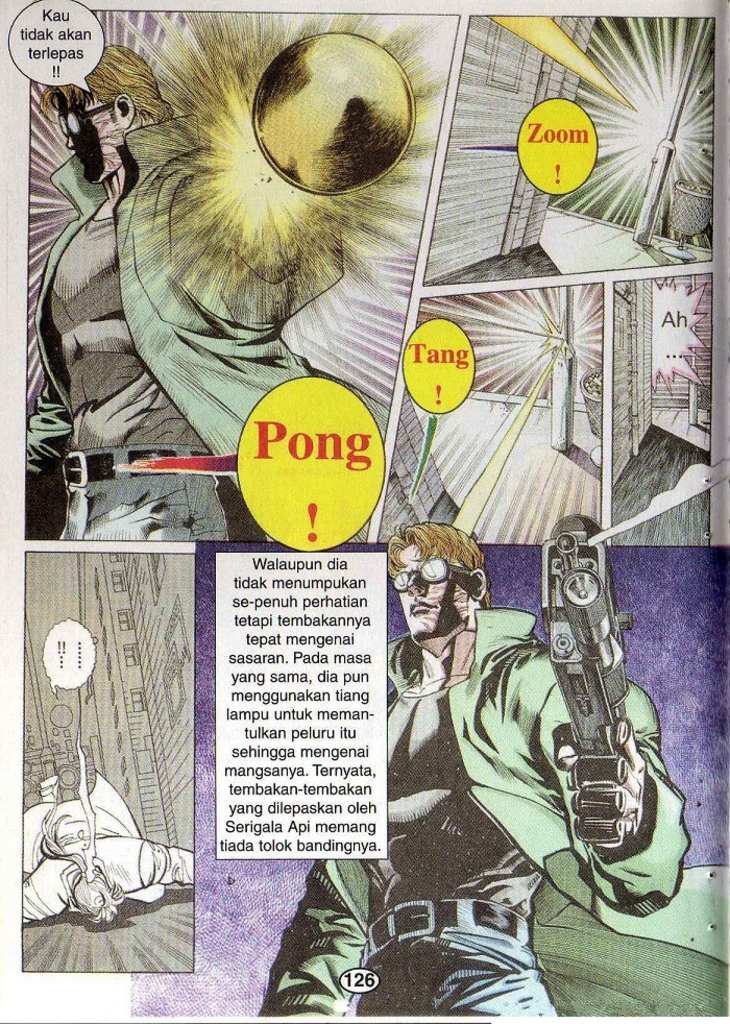 Kau
tidak akan
terlepas
!!
Zoom
!
Tang
!
Ah
...
Pong
!
!! ......
Walaupun dia
tidak menumpukan
se-penuh perhatian
tetapi tembakannya
tepat mengenai
sasaran. Pada masa
yang sama, dia pun
menggunakan tiang
lampu untuk meman-
tulkan peluru itu
sehingga mengenai
mangsanya. Ternyata,
tembakan-tembakan
yang dilepaskan oleh
Serigala Api memang
tiada tolok bandingnya.
126